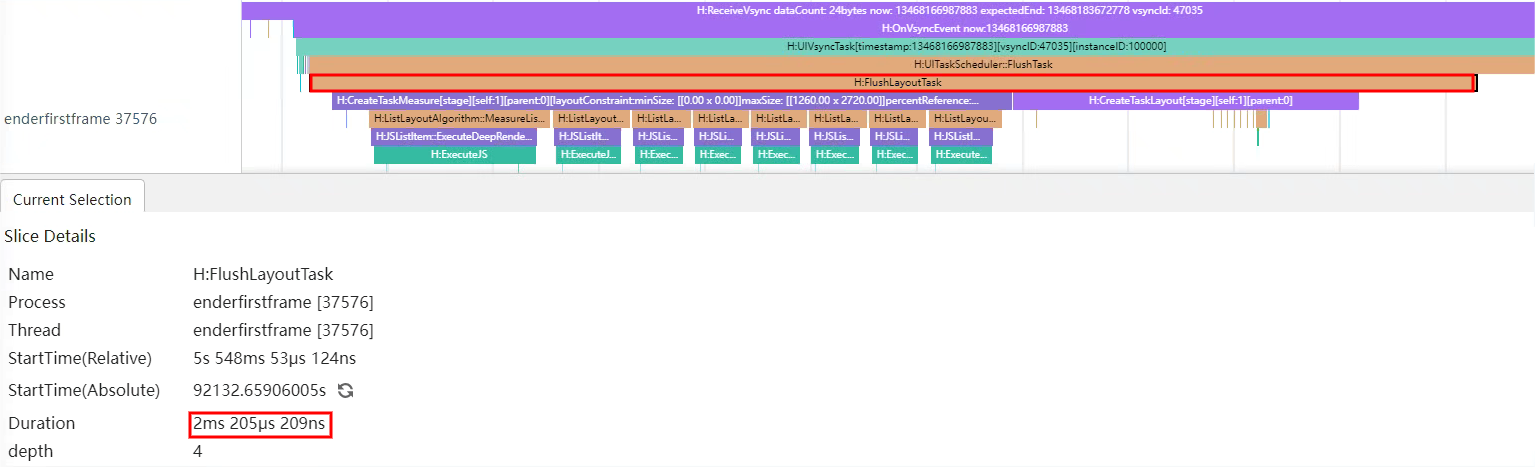 H:ReceiveVsync dataCount: 24bytes now: 13468166987883 expectedEnd: 13468183672778 vsyncId: 47035
H:OnVsyncEvent now:13468166987883
H:UIVsyncTask[timestamp:13468166987883][vsyncID:47035][instanceID:100000]
H:UITaskScheduler::FlushTask
H:FlushLayoutTask
H:CreateTaskMeasure[stage][self:1][parent:0][layoutConstraint:minSize: [[0.00 x 0.00]]maxSize: [[1260.00 x 2720.00]]percentReference:... H:CreateTaskLayout[stage][self:1][parent:0]
enderfirstframe 37576
H:ListLayoutAlgorithm::MeasureLis... H:ListLayout... H:ListLa... H:ListLa... H:ListLa... H:ListLa... H:ListLa... H:ListLayou...
H:JSListItem::ExecuteDeepRende... H:JSListIt... H:JSLis... H:JSLi... H:JSLi... H:JSLi... H:JSLi... H:JSListI...
H:ExecuteJS H:ExecuteJ... H:Exec... H:Exec... H:Exec... H:Exec... H:Exec... H:Execute...
Current Selection
Slice Details
Name H:FlushLayoutTask
Process enderfirstframe [37576]
Thread enderfirstframe [37576]
StartTime(Relative) 5s 548ms 53μs 124ns
StartTime(Absolute) 92132.65906005s
Duration 2ms 205μs 209ns
depth 4